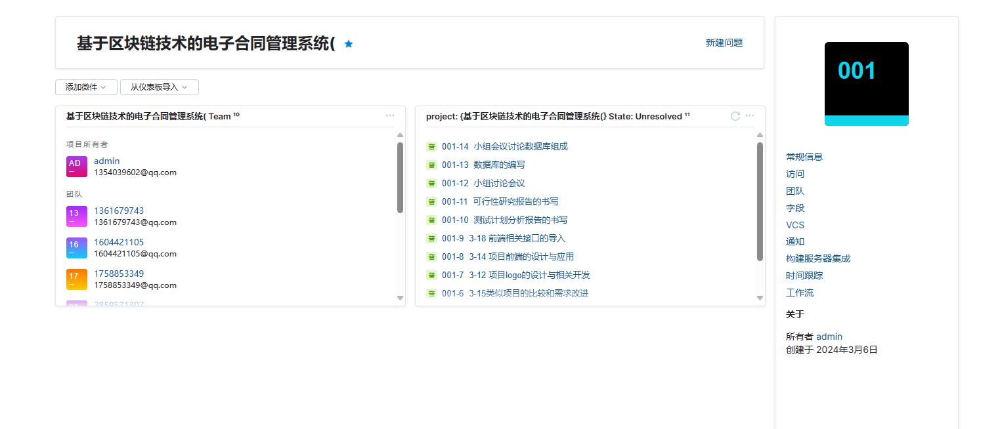 基于区块链技术的电子合同管理系统(
新建问题
添加微件
从仪表板导入
基于区块链技术的电子合同管理系统( Team 10
项目所有者
AD
admin
1354039602@qq.com
团队
13
1361679743
1361679743@qq.com
16
1604421105
1604421105@qq.com
17
1758853349
1758853349@qq.com
2859571307
project: {基于区块链技术的电子合同管理系统(} State: Unresolved 11
普 001-14 小组会议讨论数据库组成
普 001-13 数据库的编写
普 001-12 小组讨论会议
普 001-11 可行性研究报告的书写
普 001-10 测试计划分析报告的书写
普 001-9 3-18 前端相关接口的导入
普 001-8 3-14 项目前端的设计与应用
普 001-7 3-12 项目logo的设计与相关开发
普 001-6 3-15类似项目的比较和需求改进
001
常规信息
访问
团队
字段
VCS
通知
构建服务器集成
时间跟踪
工作流
关于
所有者 admin
创建于 2024年3月6日